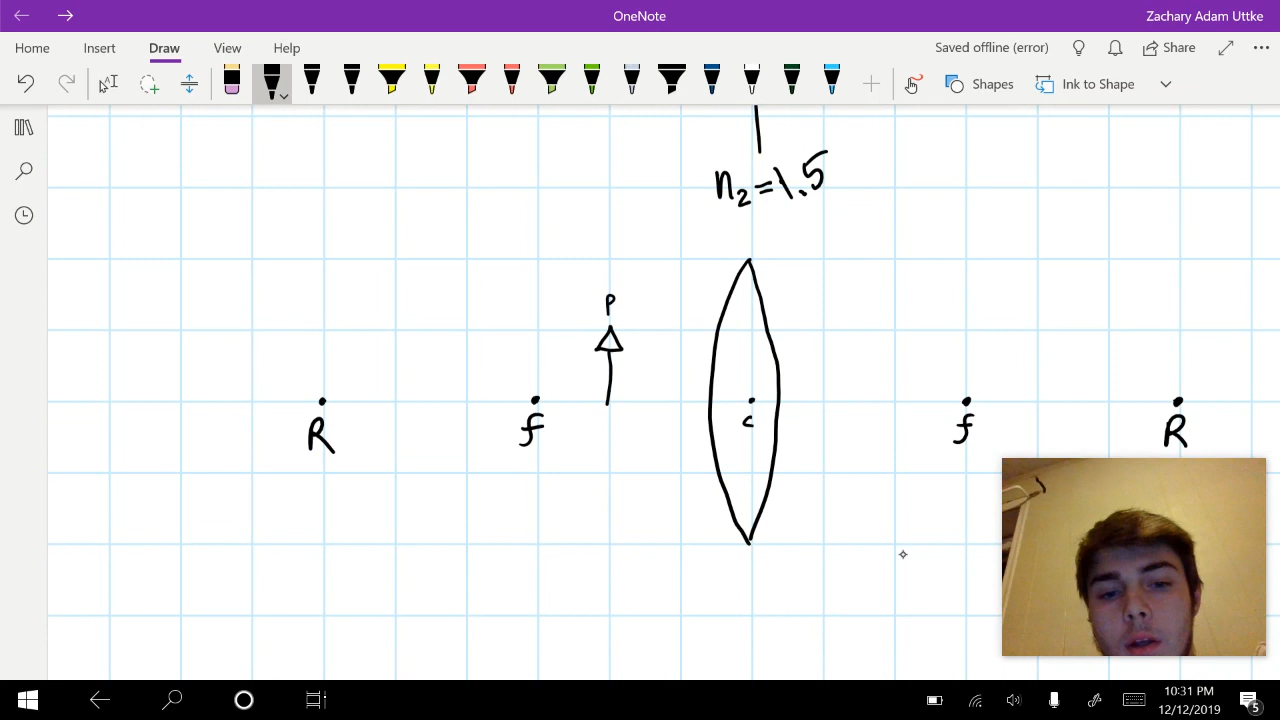 OneNote
Zachary Adam Uttke
Home Insert Draw View Help
Saved offline (error)
Share
Shapes
Ink to Shape
n₂=1.5
P
R f c f R
10:31 PM
12/12/2019
5